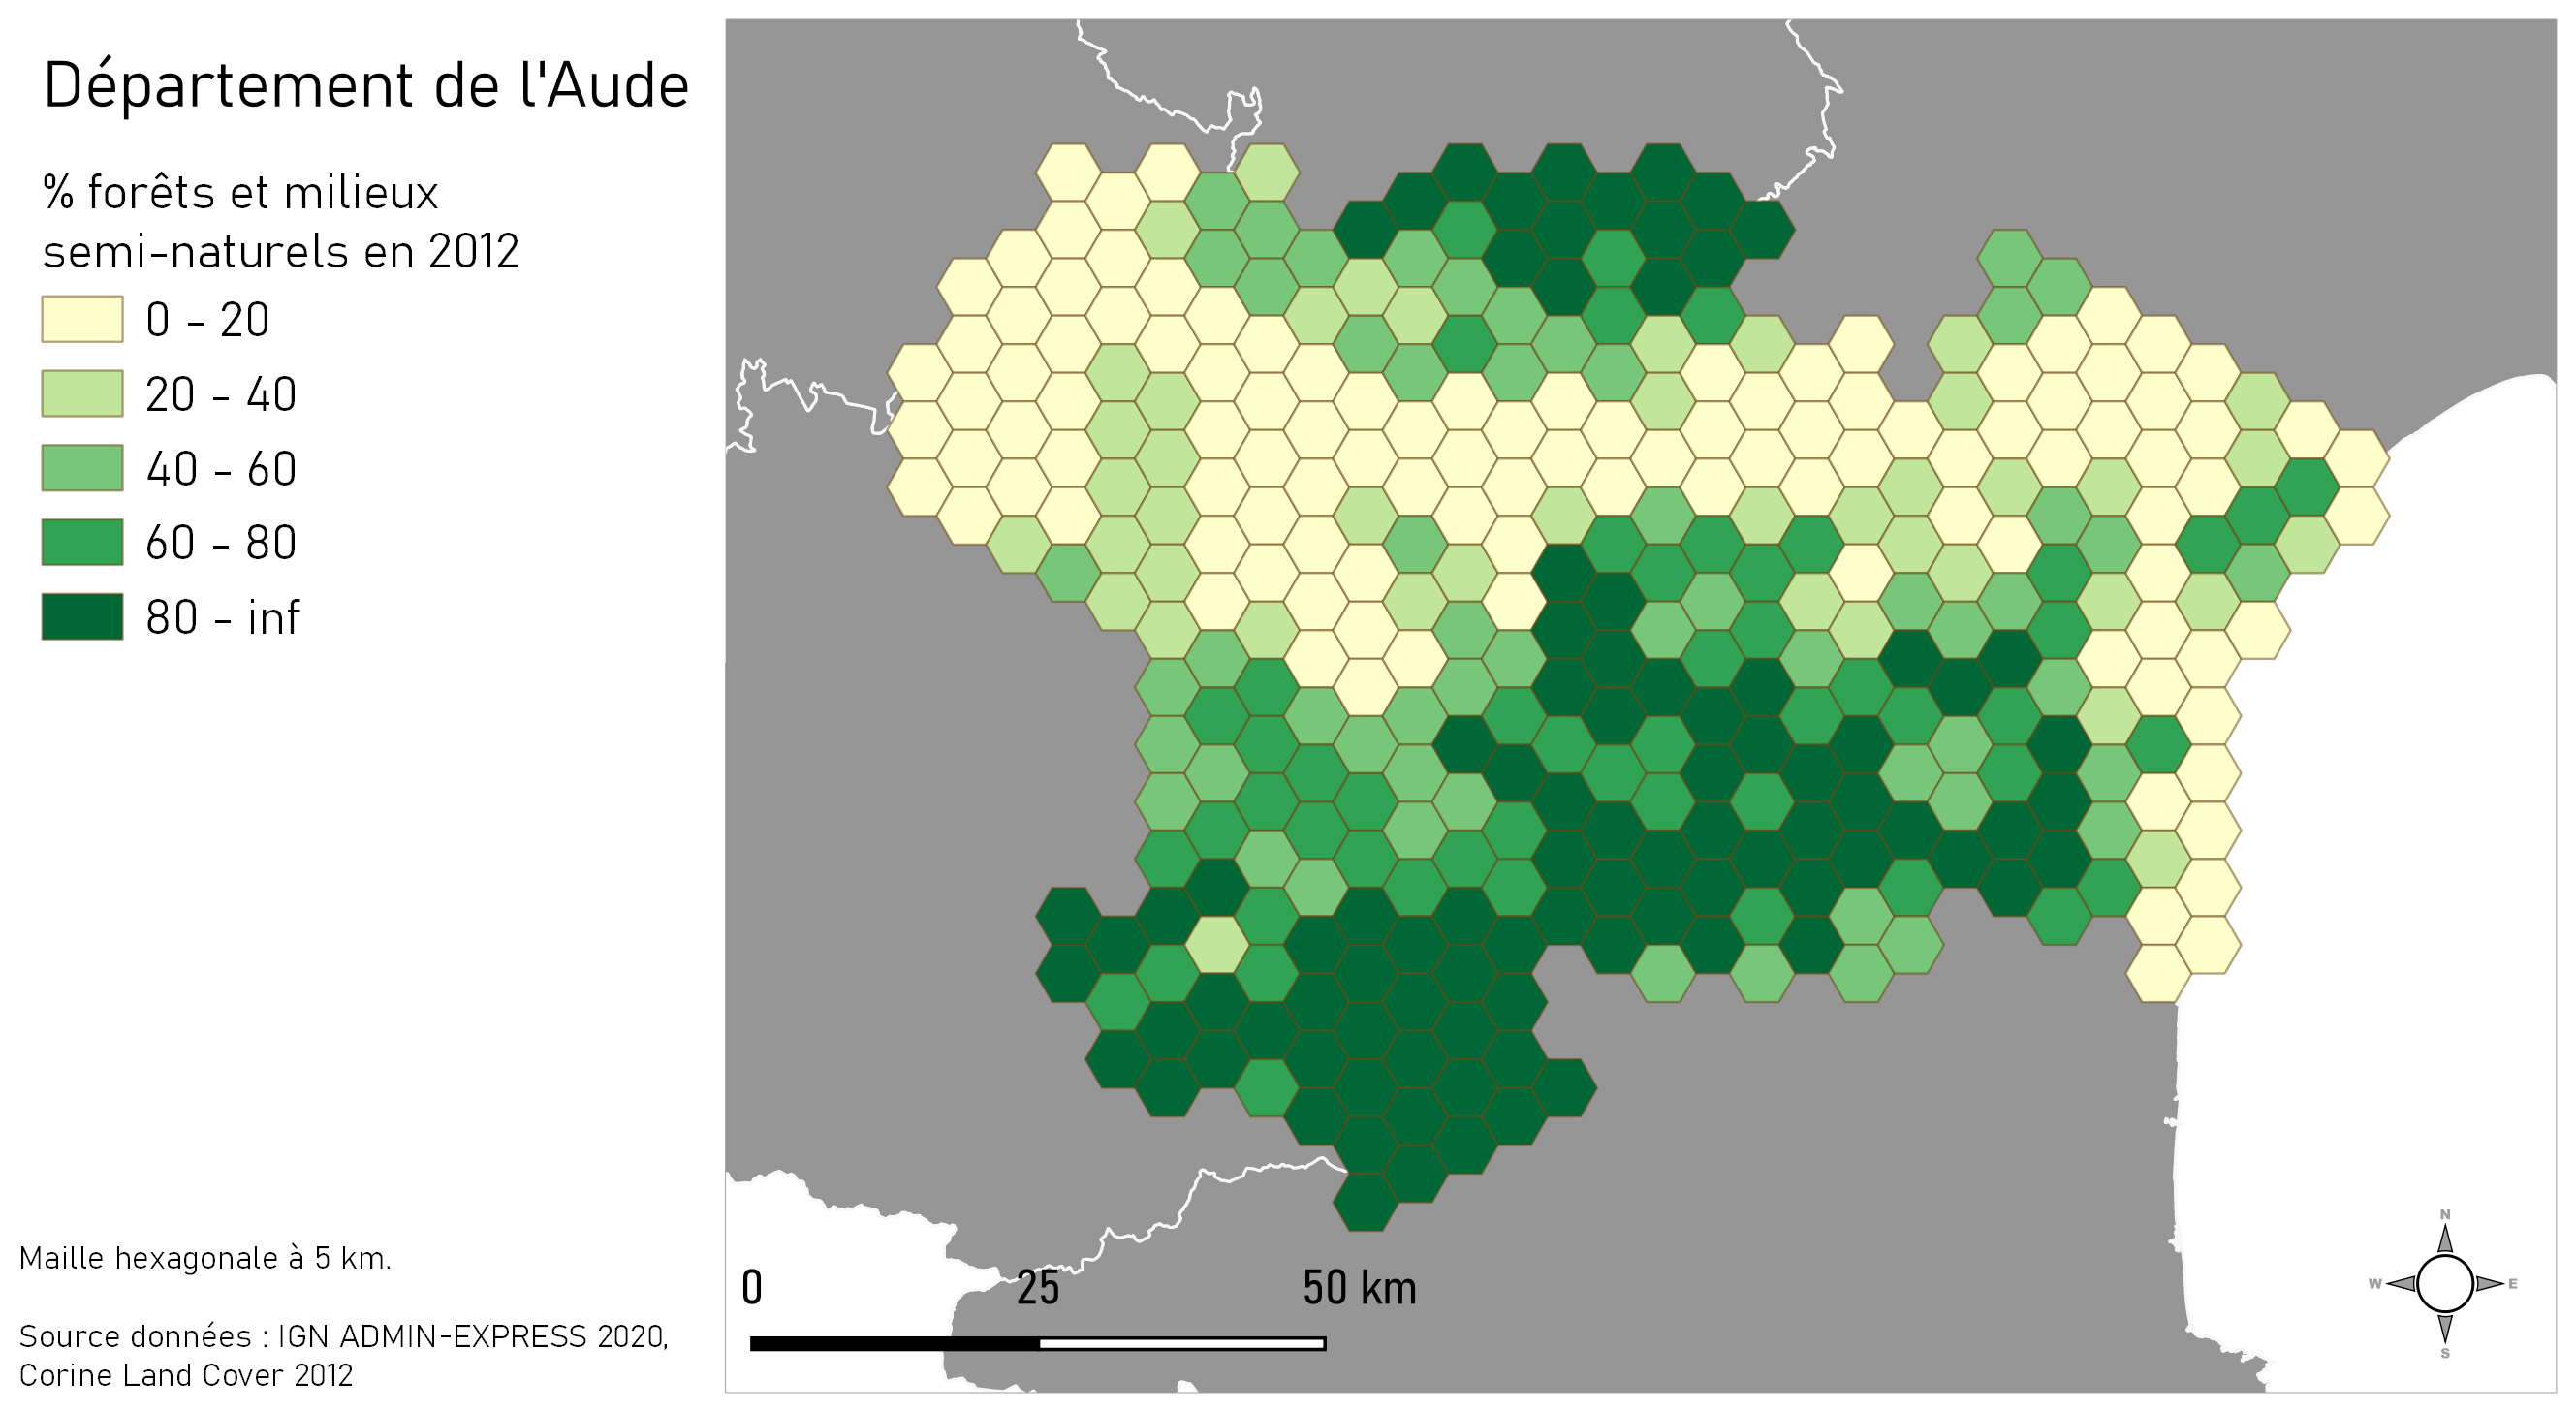 Département de l'Aude
% forêts et milieux
semi-naturels en 2012
0 - 20
20 - 40
40 - 60
60 - 80
80 - inf
Maille hexagonale à 5 km.
Source données : IGN ADMIN-EXPRESS 2020,
Corine Land Cover 2012
0 25 50 km
N
W E
S